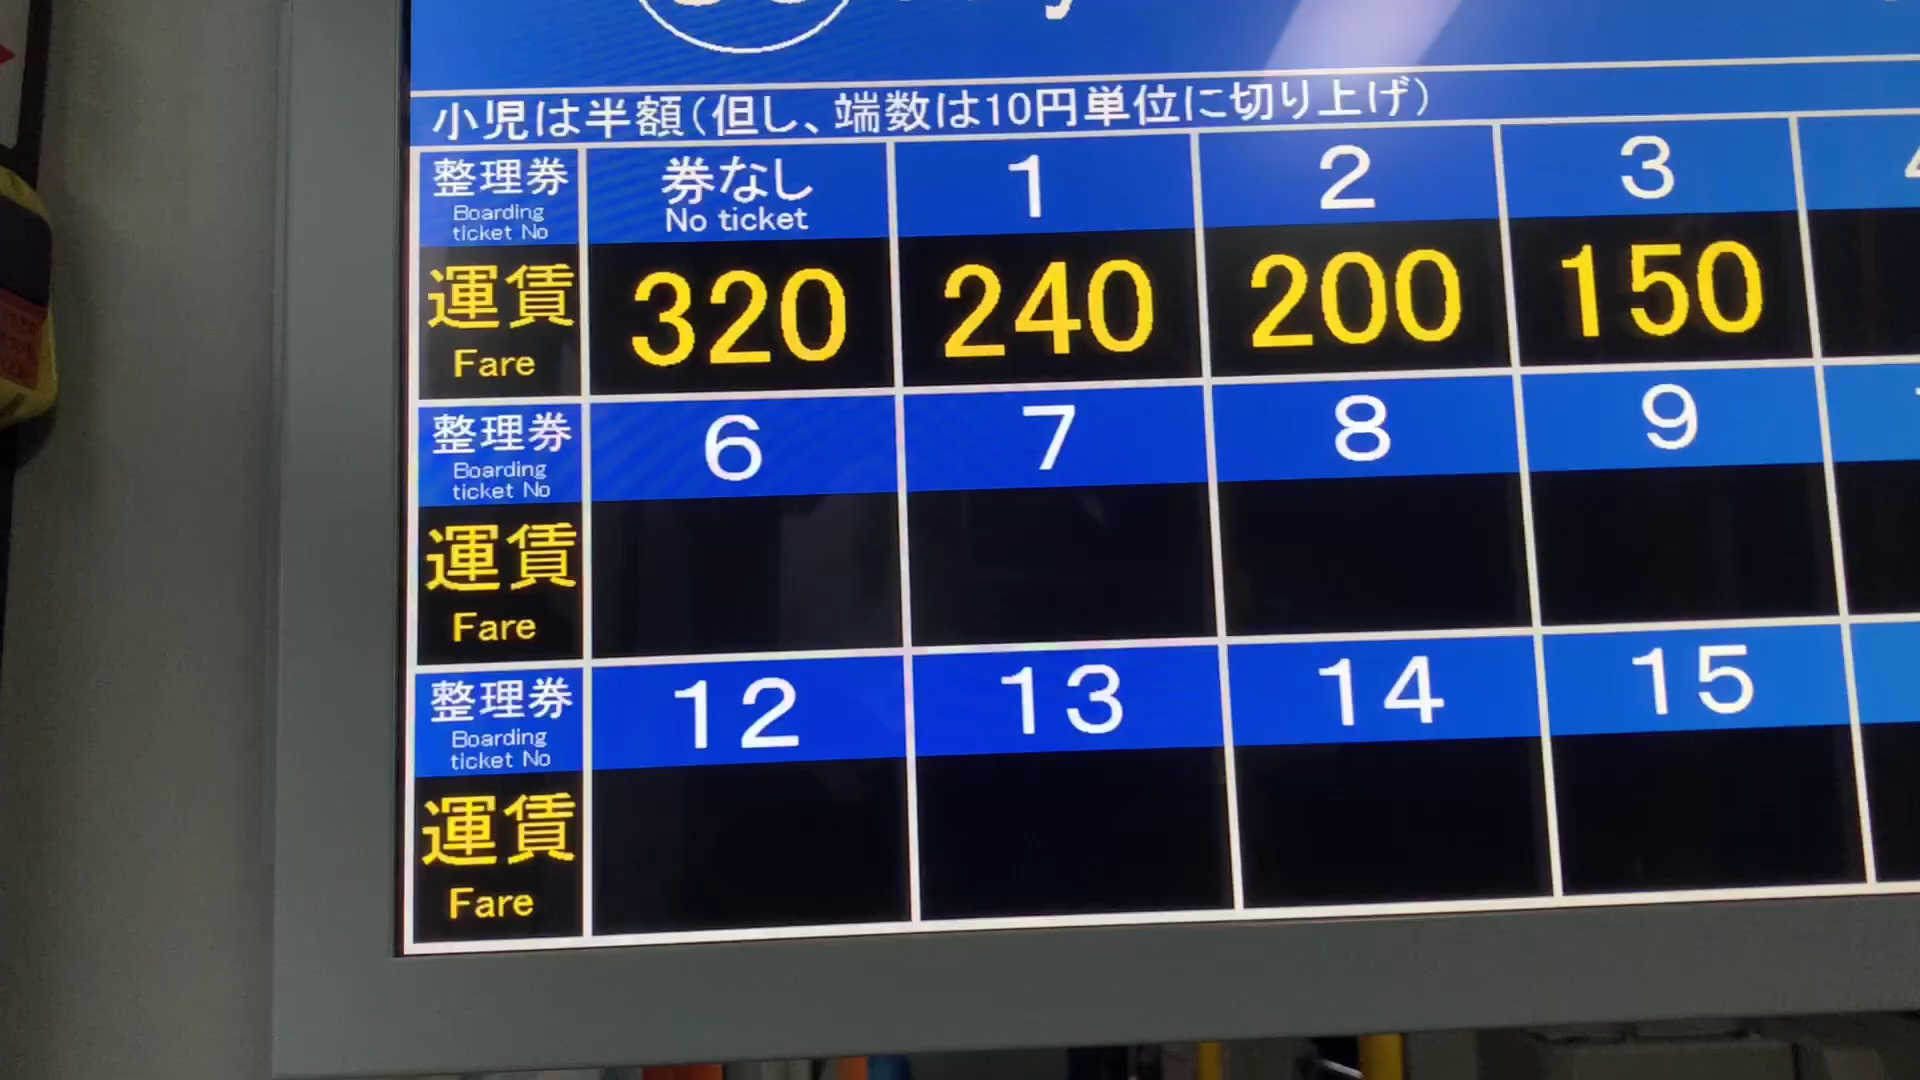 小児は半額(但し、端数は10円単位に切り上げ)
整理券 券なし 1 2 3
Boarding ticket No No ticket
運賃 320 240 200 150
Fare
整理券 6 7 8 9
Boarding ticket No
運賃
Fare
整理券 12 13 14 15
Boarding ticket No
運賃
Fare